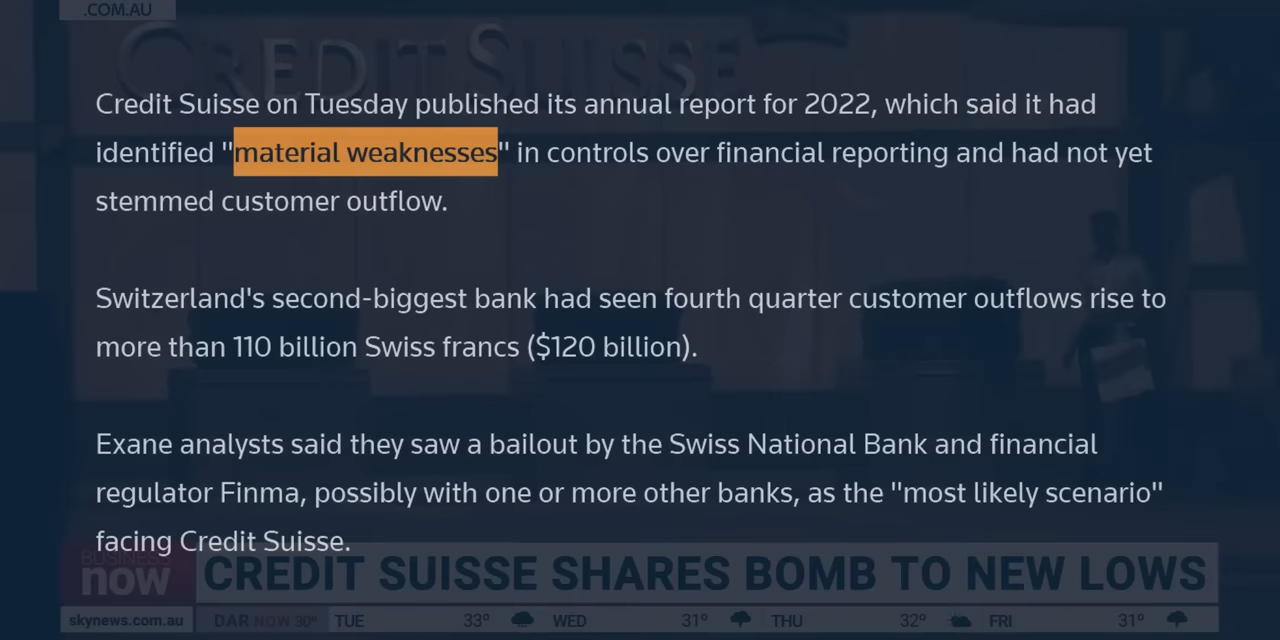 .COM.AU
CREDIT SUISSE
Credit Suisse on Tuesday published its annual report for 2022, which said it had
identified "material weaknesses" in controls over financial reporting and had not yet
stemmed customer outflow.
Switzerland's second-biggest bank had seen fourth quarter customer outflows rise to
more than 110 billion Swiss francs ($120 billion).
Exane analysts said they saw a bailout by the Swiss National Bank and financial
regulator Finma, possibly with one or more other banks, as the "most likely scenario"
facing Credit Suisse.
BUSINESS
now
CREDIT SUISSE SHARES BOMB TO NEW LOWS
skynews.com.au
DAR NOW 30° TUE 33° WED 31° THU 32° FRI 31°